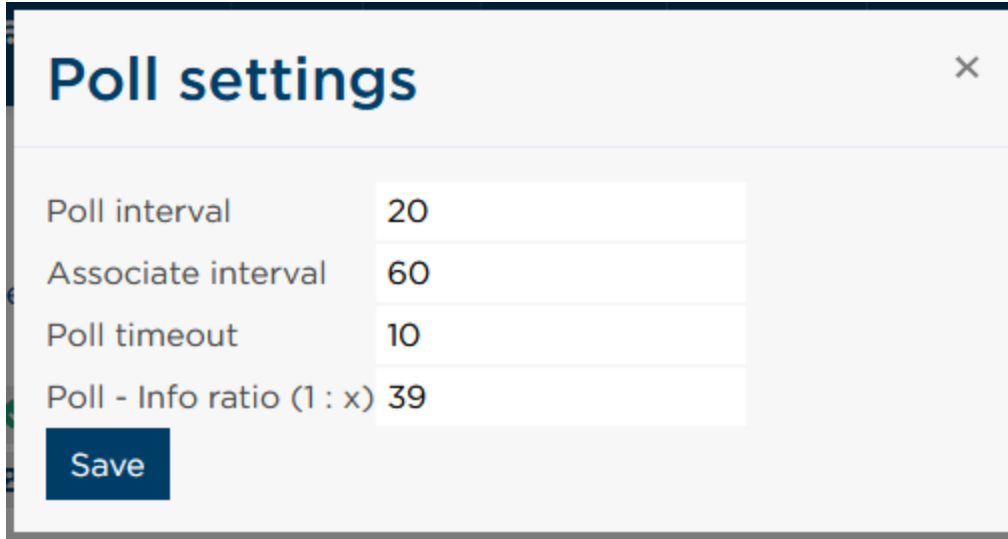 Poll settings
×
Poll interval 20
Associate interval 60
Poll timeout 10
Poll - Info ratio (1 : x) 39
Save